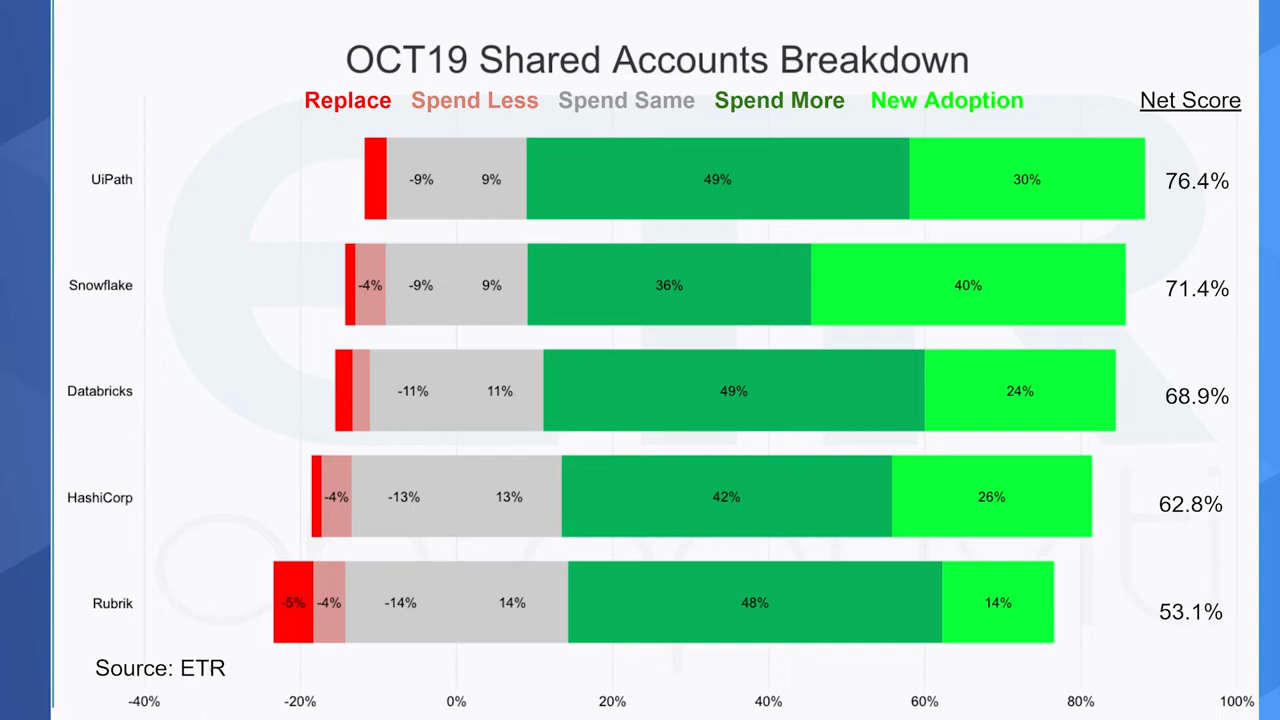 OCT19 Shared Accounts Breakdown
Replace Spend Less Spend Same Spend More New Adoption Net Score
UiPath -9% 9% 49% 30% 76.4%
Snowflake -4% -9% 9% 36% 40% 71.4%
Databricks -11% 11% 49% 24% 68.9%
HashiCorp -4% -13% 13% 42% 26% 62.8%
Rubrik -5% -4% -14% 14% 48% 14% 53.1%
Source: ETR
-40% -20% 0% 20% 40% 60% 80% 100%